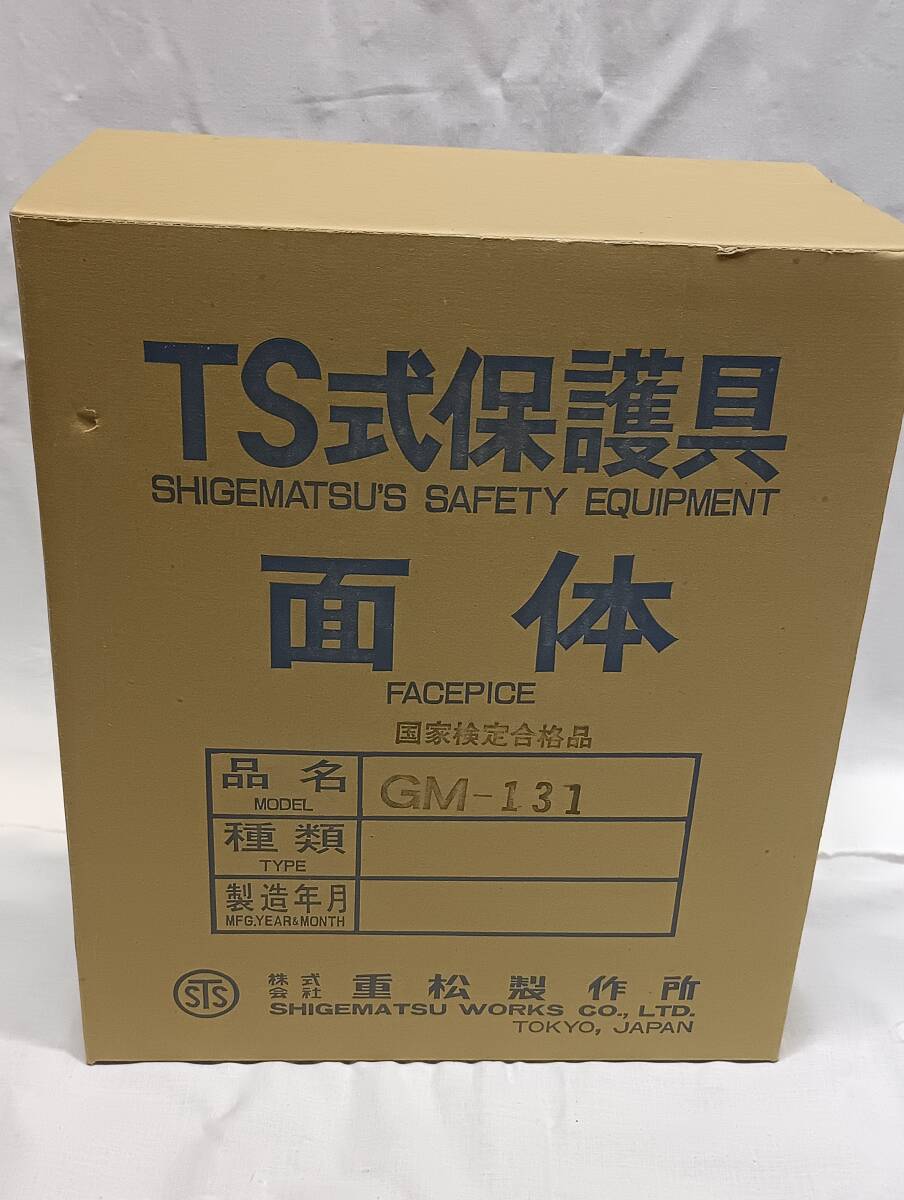 TS式保護具
SHIGEMATSU'S SAFETY EQUIPMENT
面体
FACEPICE
国家検定合格品
品名 GM-131
MODEL
種類
TYPE
製造年月
MFG.YEAR&MONTH
STS 株式会社 重松製作所
SHIGEMATSU WORKS CO., LTD.
TOKYO, JAPAN